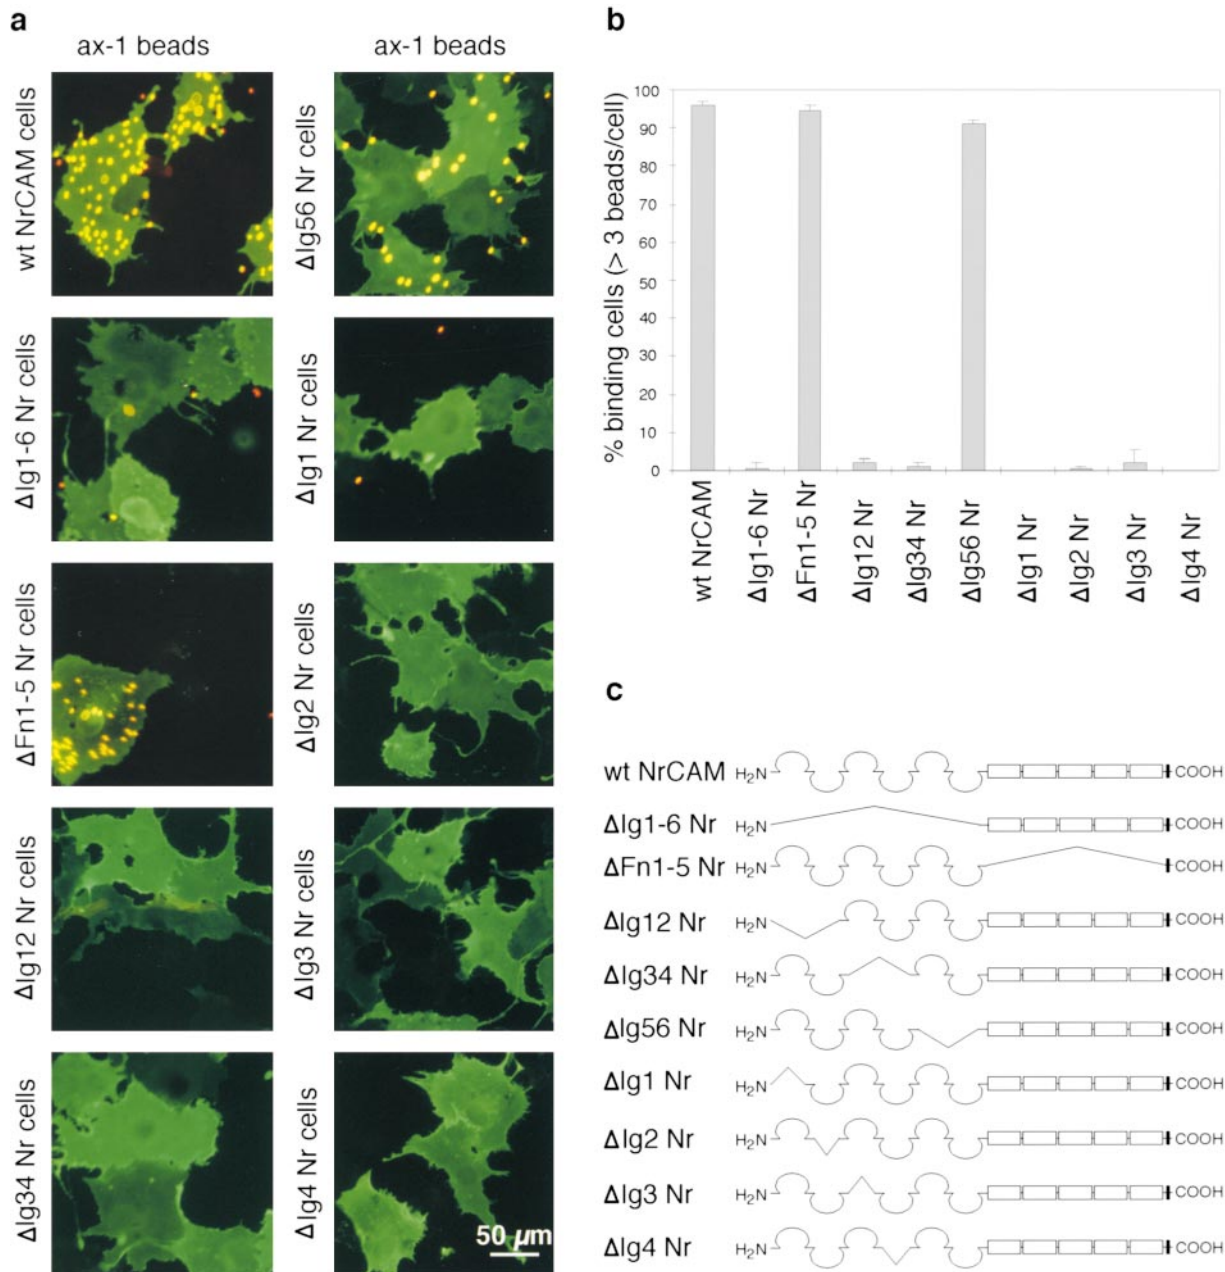 a
ax-1 beads
ax-1 beads
wt NrCAM cells
ΔIg56 Nr cells
ΔIg1-6 Nr cells
ΔIg1 Nr cells
ΔFn1-5 Nr cells
ΔIg2 Nr cells
ΔIg12 Nr cells
ΔIg3 Nr cells
ΔIg34 Nr cells
ΔIg4 Nr cells
50 µm
b
% binding cells (> 3 beads/cell)
100
90
80
70
60
50
40
30
20
10
0
wt NrCAM
ΔIg1-6 Nr
ΔFn1-5 Nr
ΔIg12 Nr
ΔIg34 Nr
ΔIg56 Nr
ΔIg1 Nr
ΔIg2 Nr
ΔIg3 Nr
ΔIg4 Nr
c
wt NrCAM H₂N COOH
ΔIg1-6 Nr H₂N COOH
ΔFn1-5 Nr H₂N COOH
ΔIg12 Nr H₂N COOH
ΔIg34 Nr H₂N COOH
ΔIg56 Nr H₂N COOH
ΔIg1 Nr H₂N COOH
ΔIg2 Nr H₂N COOH
ΔIg3 Nr H₂N COOH
ΔIg4 Nr H₂N COOH